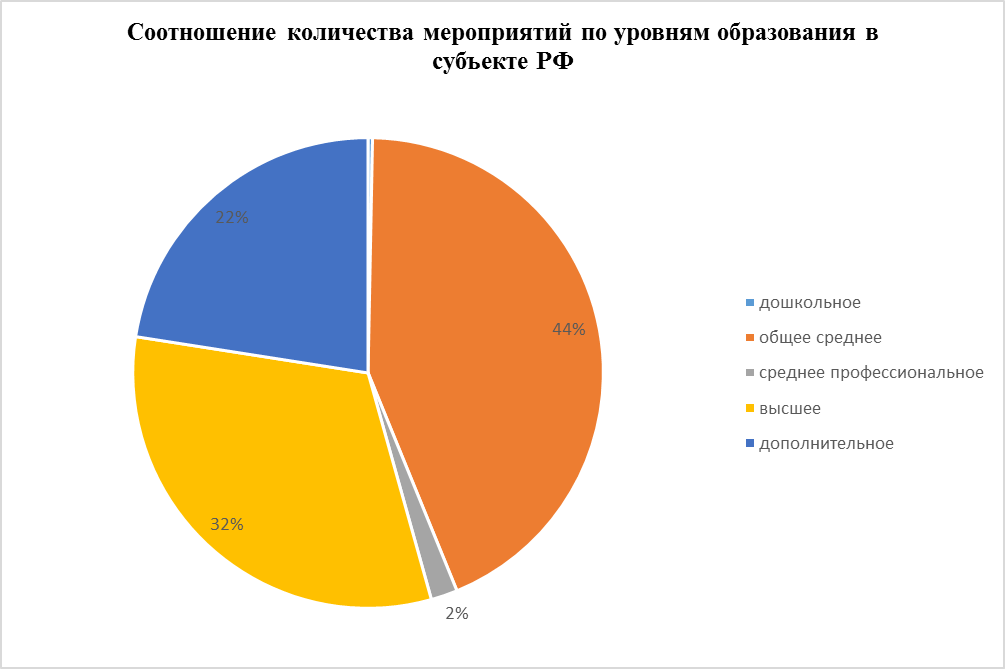 Соотношение количества мероприятий по уровням образования в
субъекте РФ
22%
44%
32%
2%
дошкольное
общее среднее
среднее профессиональное
высшее
дополнительное